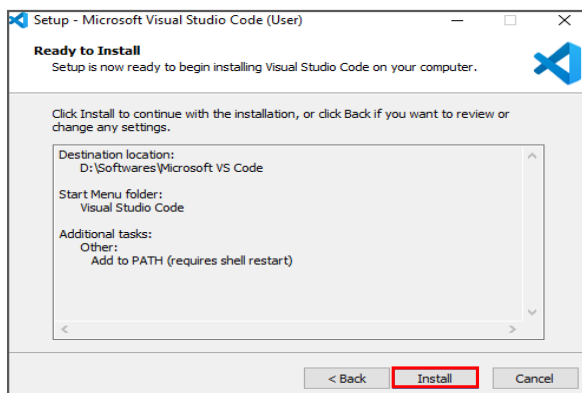 Setup - Microsoft Visual Studio Code (User)
Ready to Install
Setup is now ready to begin installing Visual Studio Code on your computer.
Click Install to continue with the installation, or click Back if you want to review or
change any settings.
Destination location:
D:\Softwares\Microsoft VS Code
Start Menu folder:
Visual Studio Code
Additional tasks:
Other:
Add to PATH (requires shell restart)
< Back
Install
Cancel